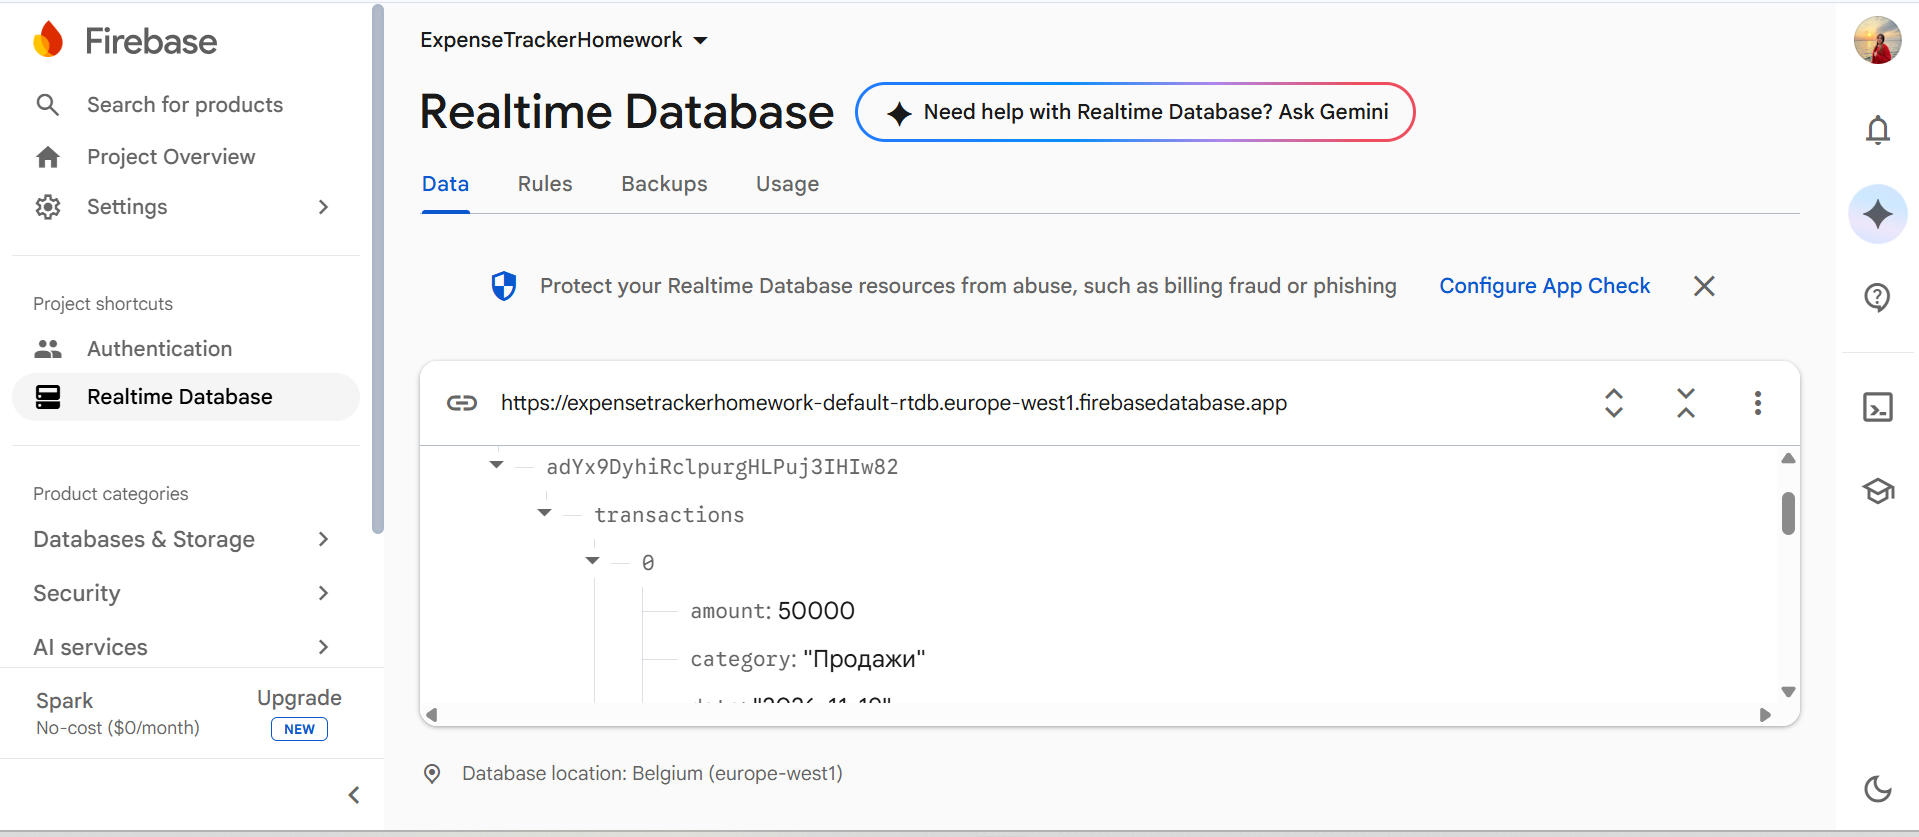 Firebase
Search for products
Project Overview
Settings
Project shortcuts
Authentication
Realtime Database
Product categories
Databases & Storage
Security
AI services
Spark
No-cost ($0/month)
Upgrade
NEW
ExpenseTrackerHomework
Realtime Database
Need help with Realtime Database? Ask Gemini
Data Rules Backups Usage
Protect your Realtime Database resources from abuse, such as billing fraud or phishing Configure App Check
https://expensetrackerhomework-default-rtdb.europe-west1.firebasedatabase.app
adYx9DyhiRclpurgHLPuj3IHIw82
transactions
0
amount: 50000
category: "Продажи"
Database location: Belgium (europe-west1)